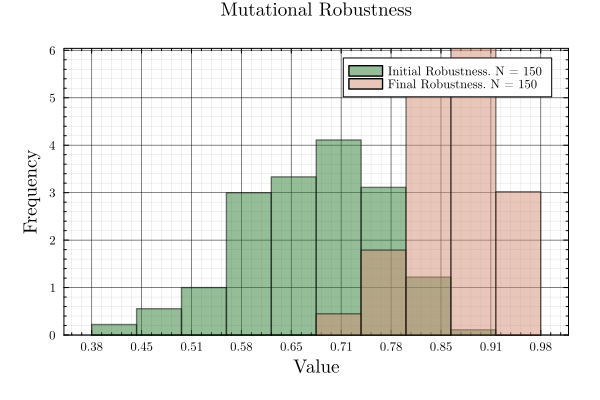 Mutational Robustness
Initial Robustness. N = 150
Final Robustness. N = 150
6
5
4
3
2
1
0
Frequency
0.38 0.45 0.51 0.58 0.65 0.71 0.78 0.85 0.91 0.98
Value